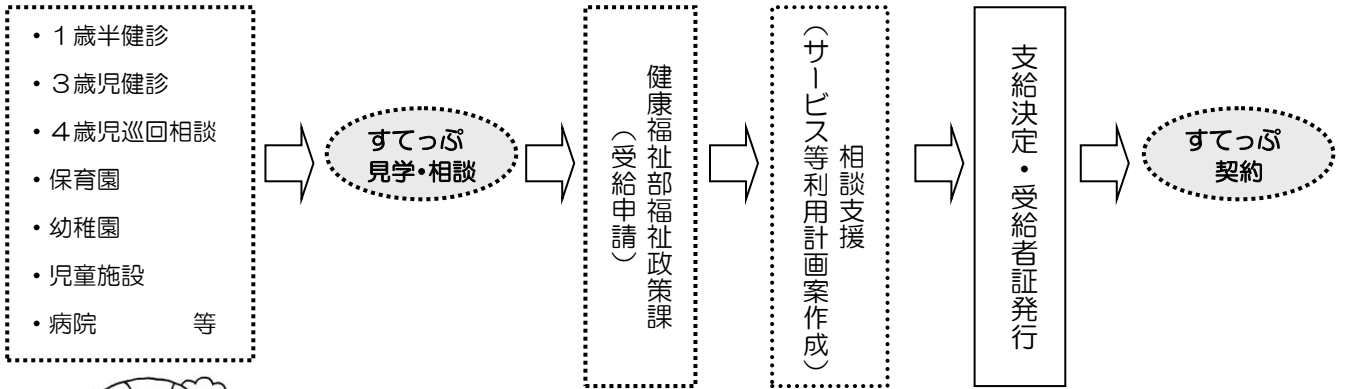 ・１歳半健診
・３歳児健診
・４歳児巡回相談
・保育園
・幼稚園
・児童施設
・病院　　　等
すてっぷ
見学・相談
健康福祉部福祉政策課
（受給申請）
相談支援
（サービス等利用計画案作成）
支給決定・受給者証発行
すてっぷ
契約